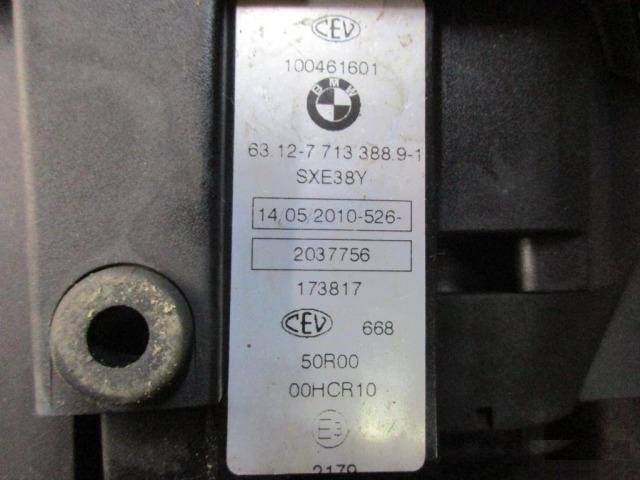 CEV
100461601
BMW
63.12-7 713 388.9-1
SXE38Y
14/05/2010-526-
2037756
173817
CEV 668
50R00
00HCR10
E3
2179